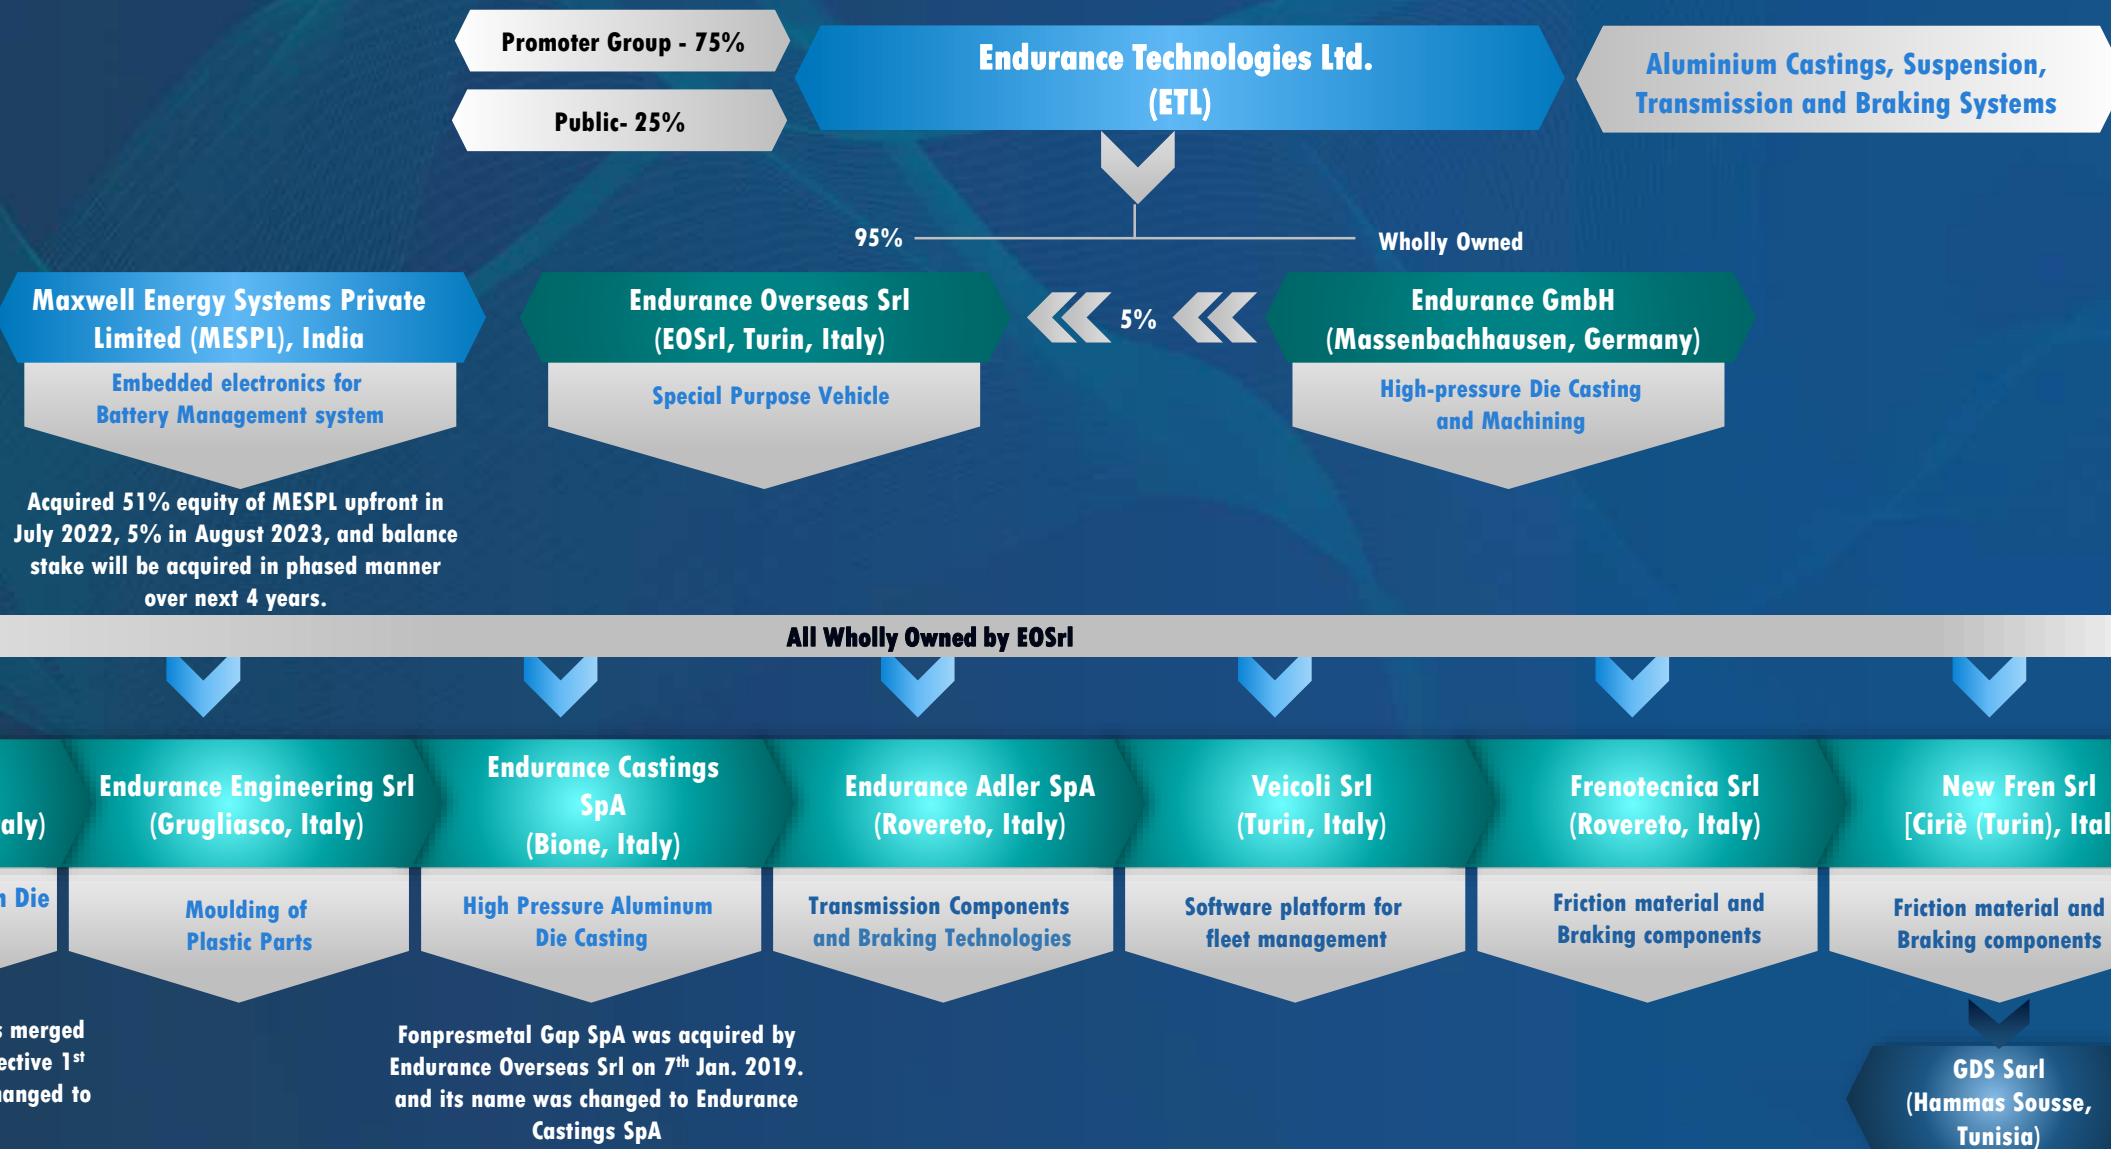 Promoter Group - 75%
Public- 25%
Endurance Technologies Ltd.
(ETL)
Aluminium Castings, Suspension,
Transmission and Braking Systems
95%
Wholly Owned
Maxwell Energy Systems Private
Limited (MESPL), India
Embedded electronics for
Battery Management system
Acquired 51% equity of MESPL upfront in
July 2022, 5% in August 2023, and balance
stake will be acquired in phased manner
over next 4 years.
Endurance Overseas Srl
(EOSrl, Turin, Italy)
Special Purpose Vehicle
5%
Endurance GmbH
(Massenbachhausen, Germany)
High-pressure Die Casting
and Machining
All Wholly Owned by EOSrl
aly)
Die
merged
ective 1st
anged to
Endurance Engineering Srl
(Grugliasco, Italy)
Moulding of
Plastic Parts
Endurance Castings
SpA
(Bione, Italy)
High Pressure Aluminum
Die Casting
Fonpresmetal Gap SpA was acquired by
Endurance Overseas Srl on 7th Jan. 2019.
and its name was changed to Endurance
Castings SpA
Endurance Adler SpA
(Rovereto, Italy)
Transmission Components
and Braking Technologies
Veicoli Srl
(Turin, Italy)
Software platform for
fleet management
Frenotecnica Srl
(Rovereto, Italy)
Friction material and
Braking components
New Fren Srl
[Ciriè (Turin), Ital
Friction material and
Braking components
GDS Sarl
(Hammas Sousse,
Tunisia)